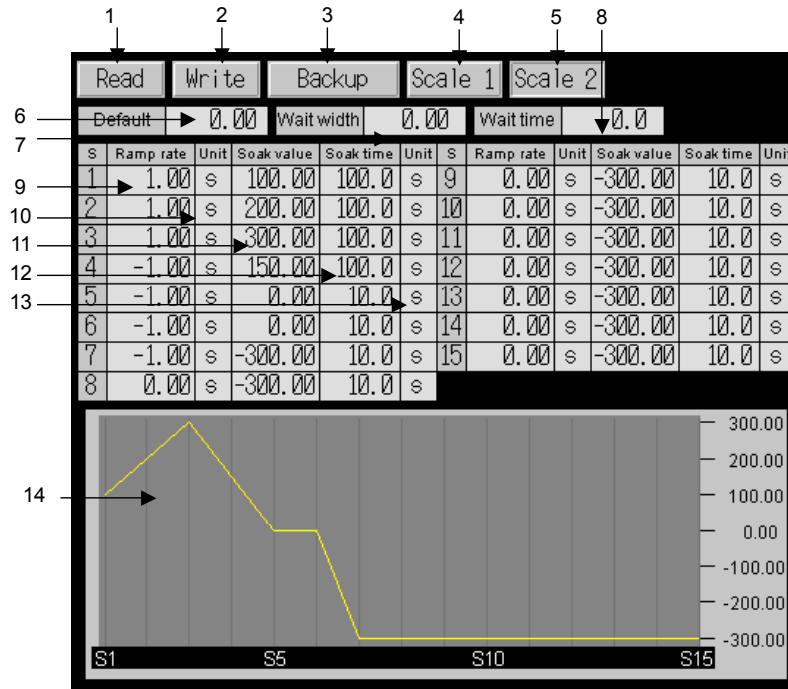 1 2 3 4 5 8
Read Write Backup Scale 1 Scale 2
6 Default 0.00 Wait width 0.00 Wait time 0.0
7
S Ramp rate Unit Soak value Soak time Unit S Ramp rate Unit Soak value Soak time Uni
9 1 1.00 s 100.00 100.0 s 9 0.00 s -300.00 10.0 s
10 2 1.00 s 200.00 100.0 s 10 0.00 s -300.00 10.0 s
11 3 1.00 s 300.00 100.0 s 11 0.00 s -300.00 10.0 s
12 4 -1.00 s 150.00 100.0 s 12 0.00 s -300.00 10.0 s
13 5 -1.00 s 0.00 10.0 s 13 0.00 s -300.00 10.0 s
6 -1.00 s 0.00 10.0 s 14 0.00 s -300.00 10.0 s
7 -1.00 s -300.00 10.0 s 15 0.00 s -300.00 10.0 s
8 0.00 s -300.00 10.0 s
300.00
200.00
14 100.00
0.00
-100.00
-200.00
-300.00
S1 S5 S10 S15